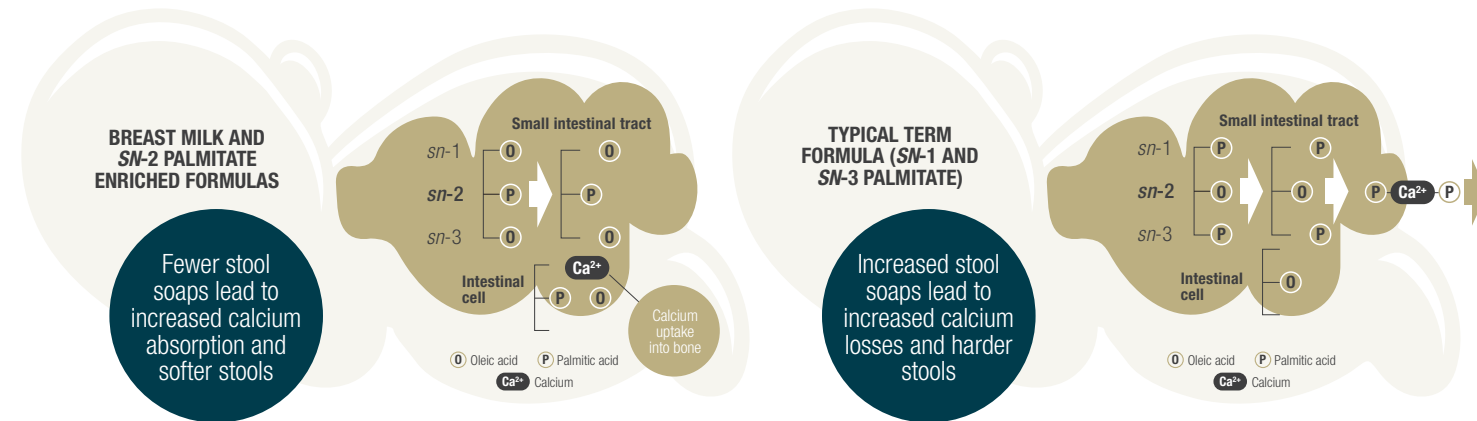 BREAST MILK AND
SN-2 PALMITATE
ENRICHED FORMULAS
Fewer stool
soaps lead to
increased calcium
absorption and
softer stools
Small intestinal tract
sn-1 O O
sn-2 P P
sn-3 O O
Intestinal
cell
Ca²⁺
P O
Calcium
uptake
into bone
O Oleic acid P Palmitic acid
Ca²⁺ Calcium
TYPICAL TERM
FORMULA (SN-1 AND
SN-3 PALMITATE)
Increased stool
soaps lead to
increased calcium
losses and harder
stools
Small intestinal tract
sn-1 P P
sn-2 O O P Ca²⁺ P
sn-3 P P
Intestinal
cell
O
O Oleic acid P Palmitic acid
Ca²⁺ Calcium